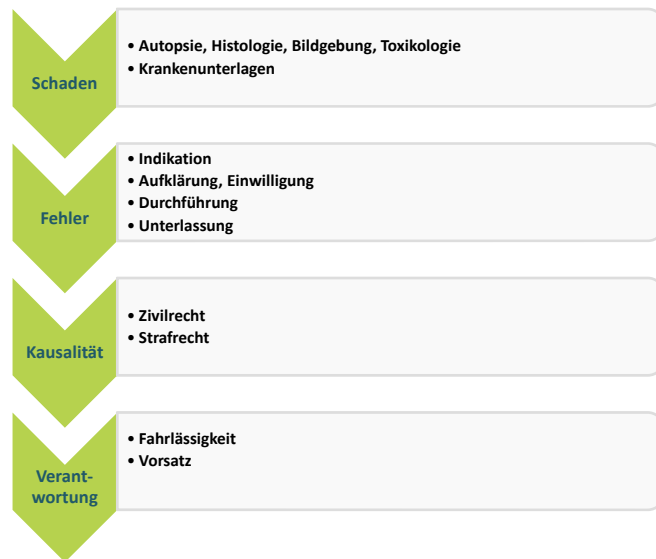 Schaden
• Autopsie, Histologie, Bildgebung, Toxikologie
• Krankenunterlagen
Fehler
• Indikation
• Aufklärung, Einwilligung
• Durchführung
• Unterlassung
Kausalität
• Zivilrecht
• Strafrecht
Verant-
wortung
• Fahrlässigkeit
• Vorsatz